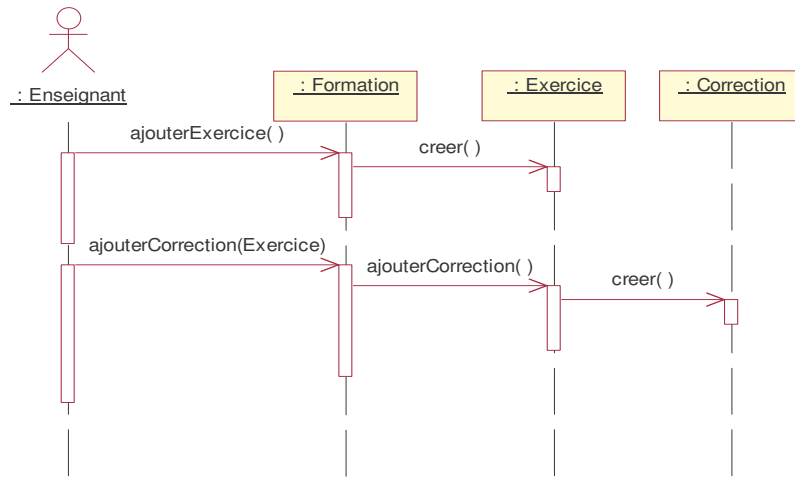 : Enseignant
: Formation
: Exercice
: Correction
ajouterExercice( )
creer( )
ajouterCorrection(Exercice)
ajouterCorrection( )
creer( )